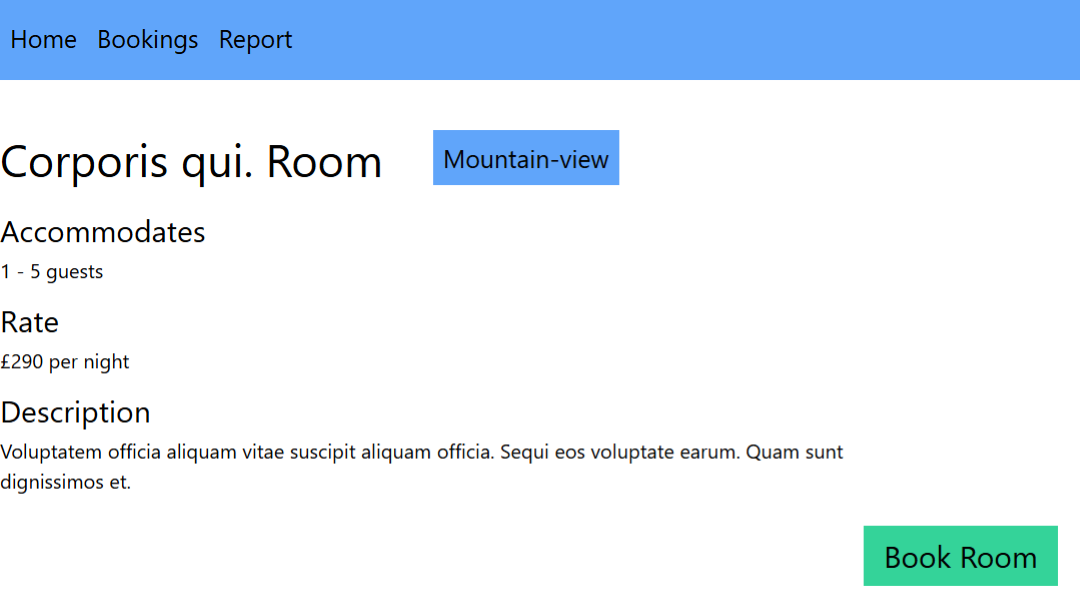 Home Bookings Report
Corporis qui. Room Mountain-view
Accommodates
1 - 5 guests
Rate
£290 per night
Description
Voluptatem officia aliquam vitae suscipit aliquam officia. Sequi eos voluptate earum. Quam sunt
dignissimos et.
Book Room